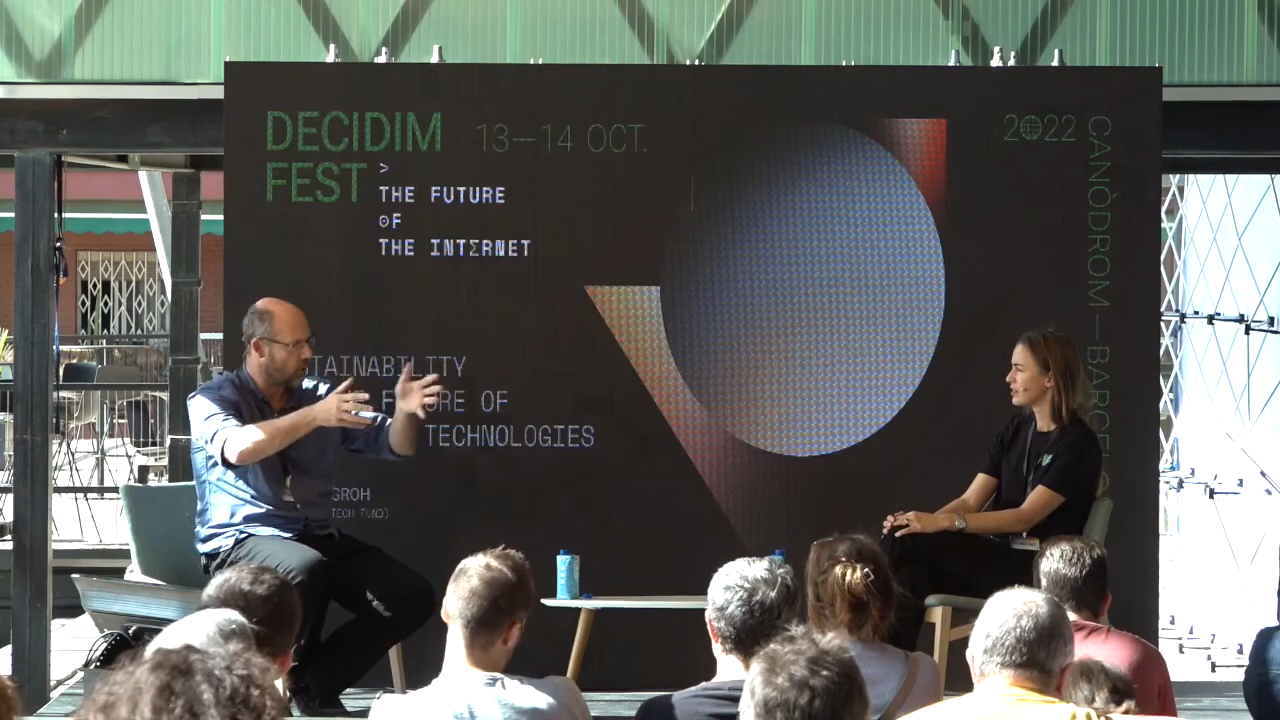 DECIDIM
FEST
13—14 OCT.
>
THE FUTURE
OF
THE INTERNET
2022
CANÒDROM — BARCE
TAINABILITY
OF
TECHNOLOGIES
GROH
TECH FUND)